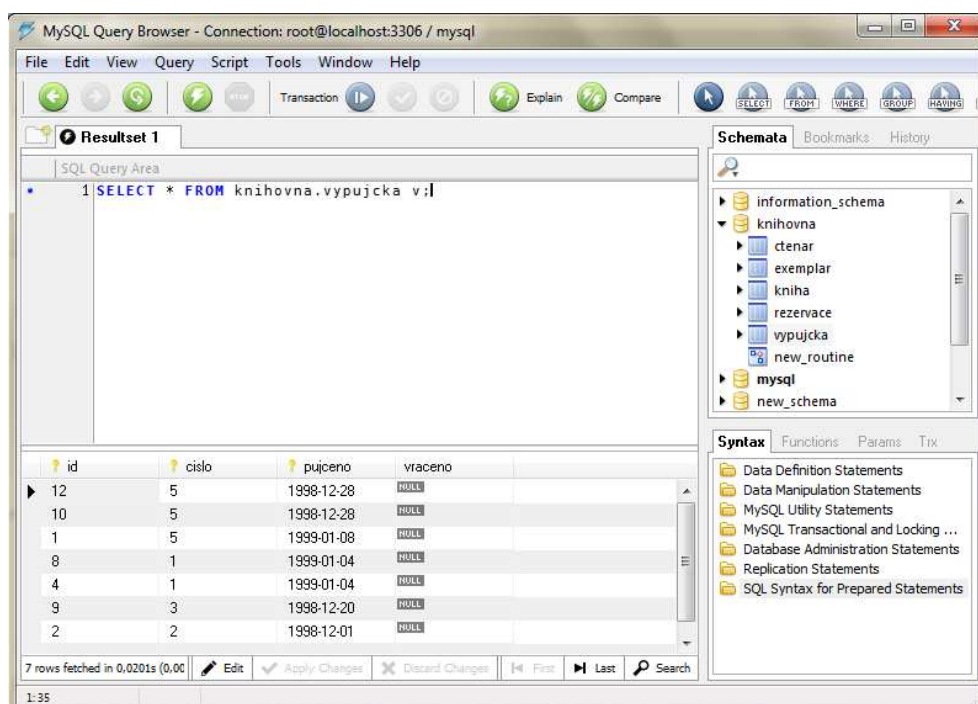 MySQL Query Browser - Connection: root@localhost:3306 / mysql
File Edit View Query Script Tools Window Help
STOP Transaction Explain Compare SELECT FROM WHERE GROUP HAVING
Resultset 1
SQL Query Area
1 SELECT * FROM knihovna.vypujcka v;
id cislo pujceno vraceno
12 5 1998-12-28 NULL
10 5 1998-12-28 NULL
1 5 1999-01-08 NULL
8 1 1999-01-04 NULL
4 1 1999-01-04 NULL
9 3 1998-12-20 NULL
2 2 1998-12-01 NULL
7 rows fetched in 0,0201s (0,00 Edit Apply Changes Discard Changes First Last Search
1: 35
Schemata Bookmarks History
information_schema
knihovna
ctenar
exemplar
kniha
rezervace
vypujcka
new_routine
mysql
new_schema
Syntax Functions Params Trx
Data Definition Statements
Data Manipulation Statements
MySQL Utility Statements
MySQL Transactional and Locking ...
Database Administration Statements
Replication Statements
SQL Syntax for Prepared Statements